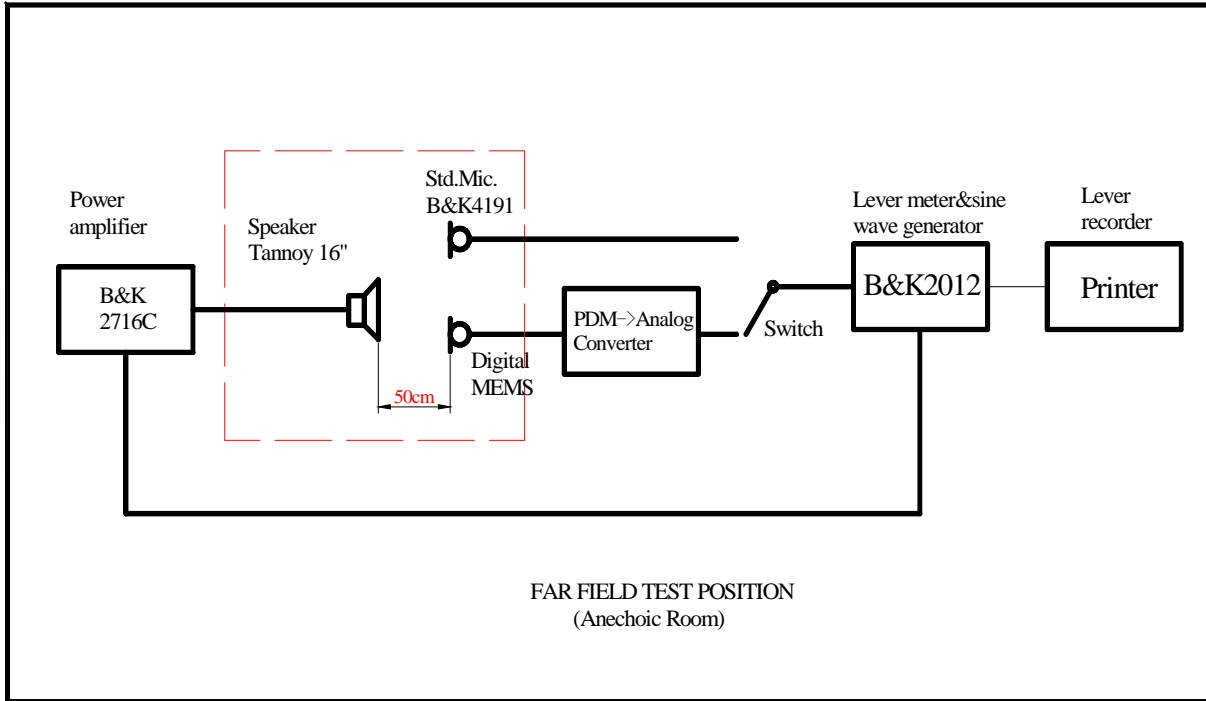 Power
amplifier
B&K
2716C
Speaker
Tannoy 16"
Std.Mic.
B&K4191
Digital
MEMS
50cm
PDM->Analog
Converter
Switch
Lever meter&sine
wave generator
B&K2012
Lever
recorder
Printer
FAR FIELD TEST POSITION
(Anechoic Room)